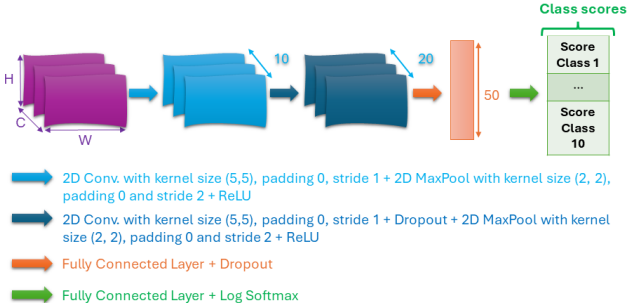 Class scores
H
C
W
10
20
50
Score
Class 1
...
Score
Class
10
2D Conv. with kernel size (5,5), padding 0, stride 1 + 2D MaxPool with kernel size (2, 2),
padding 0 and stride 2 + ReLU
2D Conv. with kernel size (5,5), padding 0, stride 1 + Dropout + 2D MaxPool with kernel
size (2, 2), padding 0 and stride 2 + ReLU
Fully Connected Layer + Dropout
Fully Connected Layer + Log Softmax